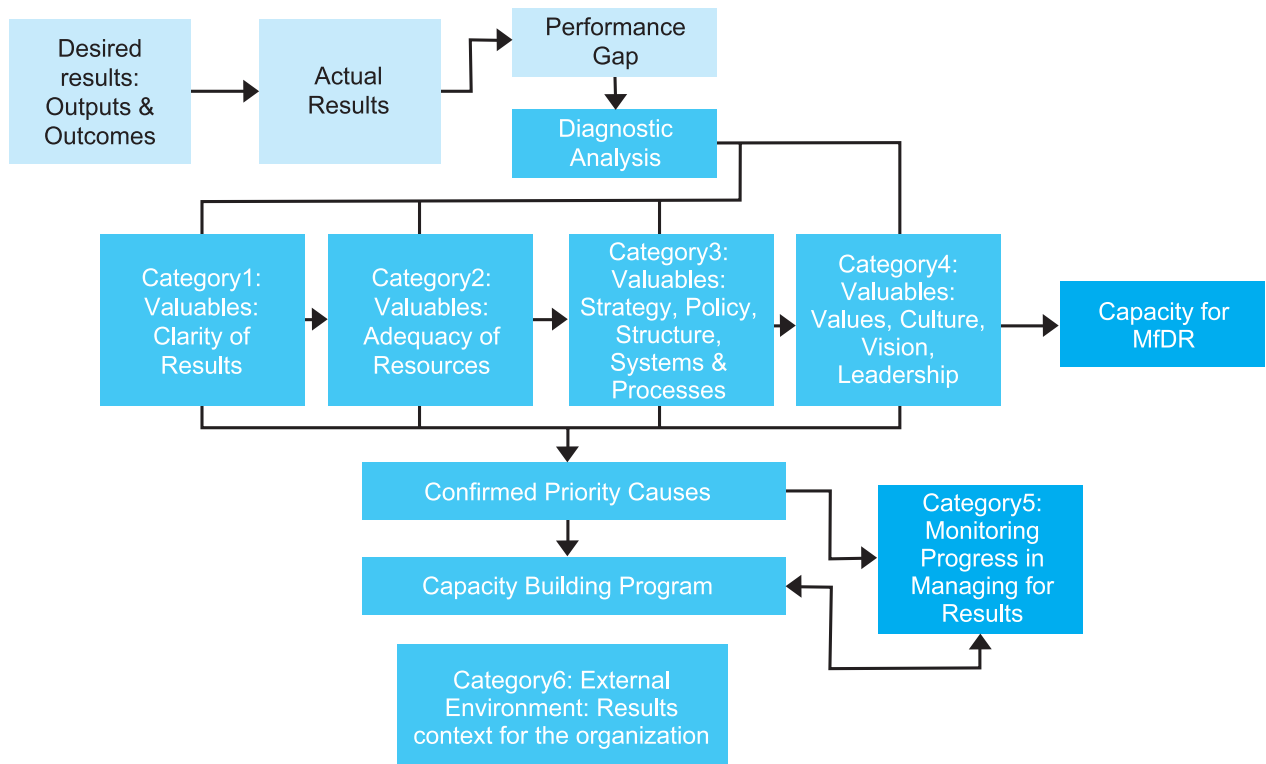 Desired
results:
Outputs &
Outcomes
Actual
Results
Performance
Gap
Diagnostic
Analysis
Category1:
Valuables:
Clarity of
Results
Category2:
Valuables:
Adequacy of
Resources
Category3:
Valuables:
Strategy, Policy,
Structure,
Systems &
Processes
Category4:
Valuables:
Values, Culture,
Vision,
Leadership
Capacity for
MfDR
Confirmed Priority Causes
Category5:
Monitoring
Progress in
Managing for
Results
Capacity Building Program
Category6: External
Environment: Results
context for the organization